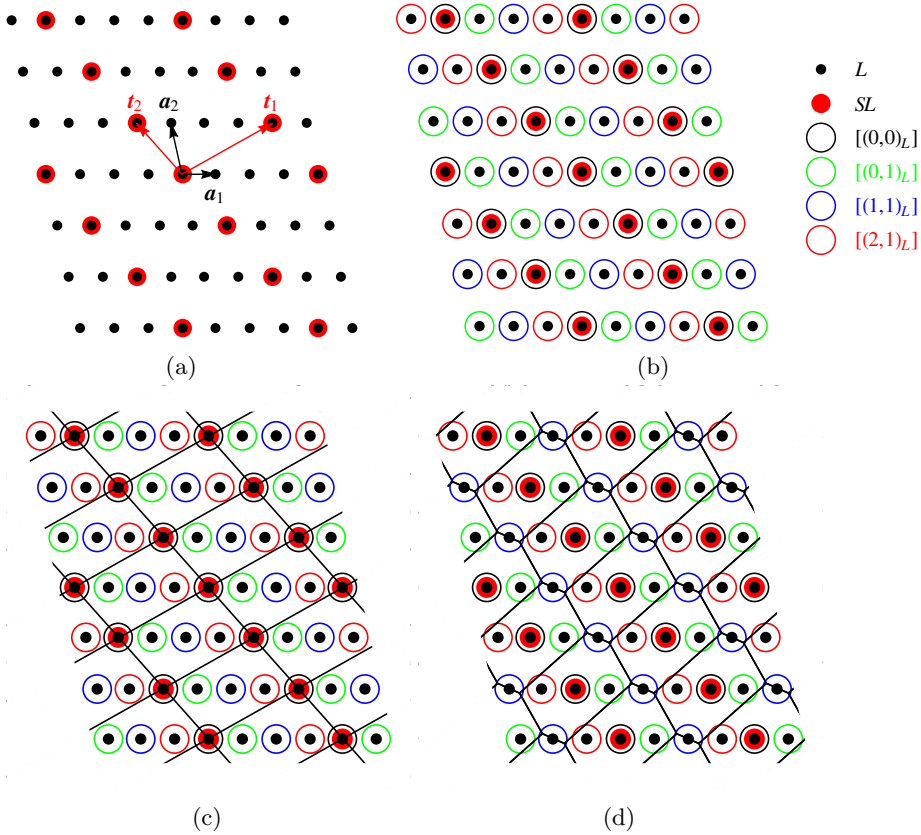 t₂ a₂ t₁
a₁
(a)
(b)
L
SL
[(0,0)L]
[(0,1)L]
[(1,1)L]
[(2,1)L]
(c)
(d)